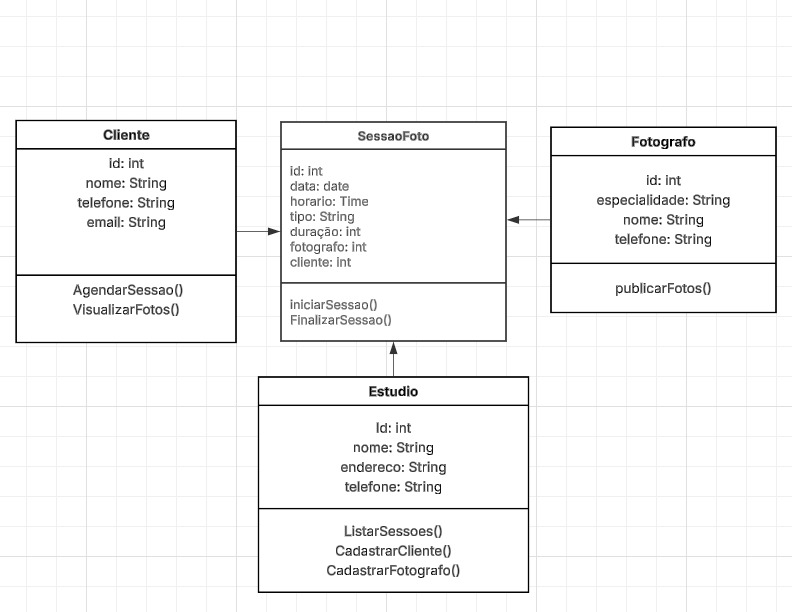 Cliente
id: int
nome: String
telefone: String
email: String
AgendarSessao()
VisualizarFotos()
SessaoFoto
id: int
data: date
horario: Time
tipo: String
duração: int
fotografo: int
cliente: int
iniciarSessao()
FinalizarSessao()
Fotografo
id: int
especialidade: String
nome: String
telefone: String
publicarFotos()
Estudio
Id: int
nome: String
endereco: String
telefone: String
ListarSessoes()
CadastrarCliente()
CadastrarFotografo()